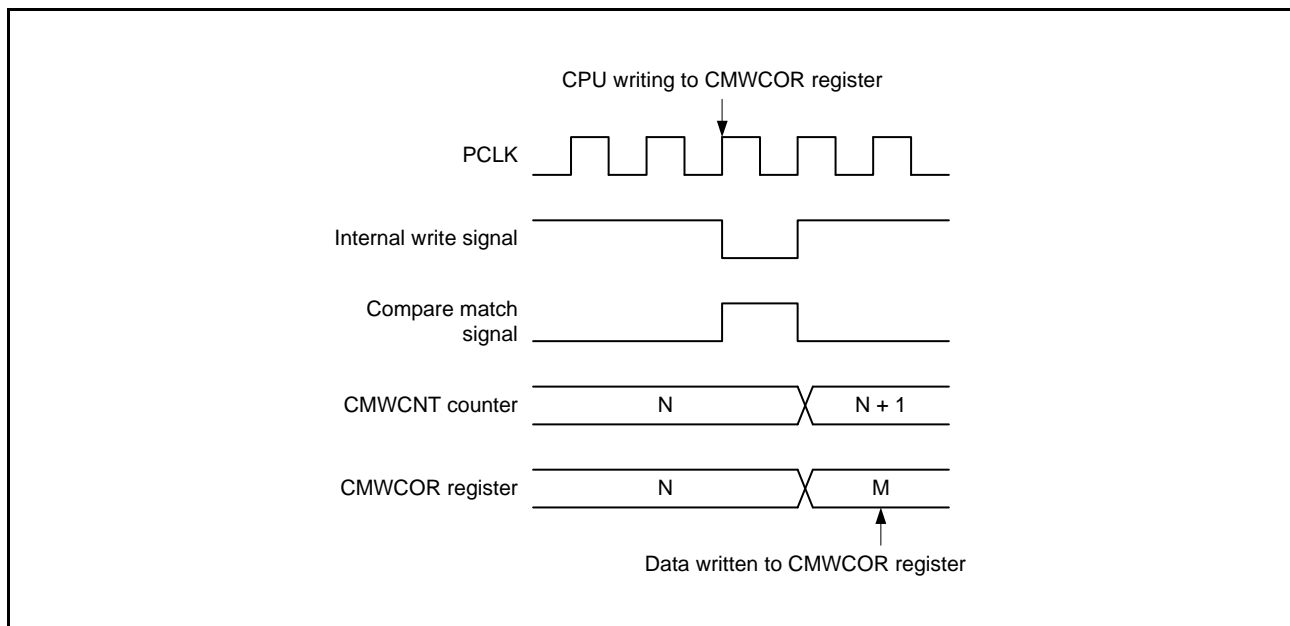 CPU writing to CMWCOR register
PCLK
Internal write signal
Compare match
signal
CMWCNT counter
N
N + 1
CMWCOR register
N
M
Data written to CMWCOR register